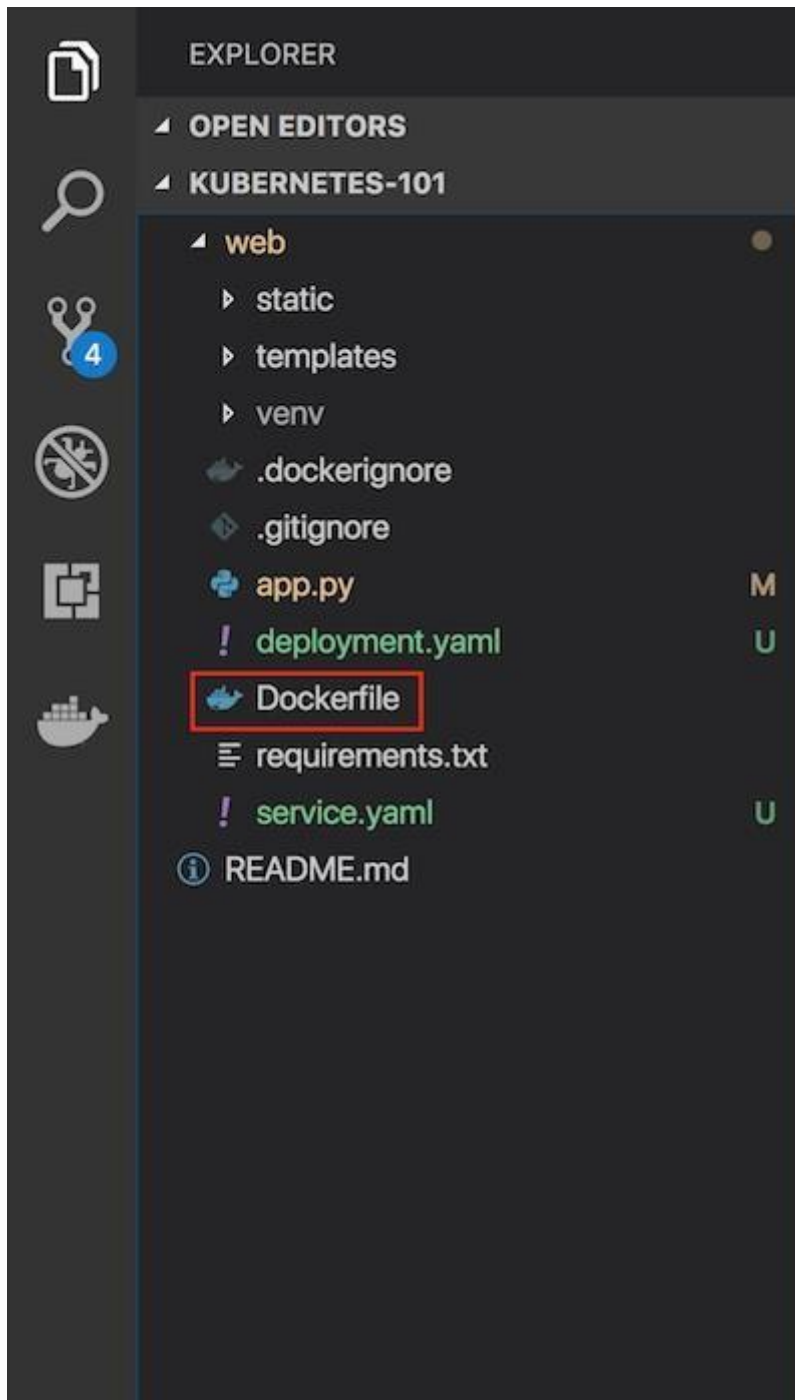 EXPLORER
OPEN EDITORS
KUBERNETES-101
web
static
templates
4
venv
.dockerignore
.gitignore
app.py M
deployment.yaml U
Dockerfile
requirements.txt
service.yaml U
README.md